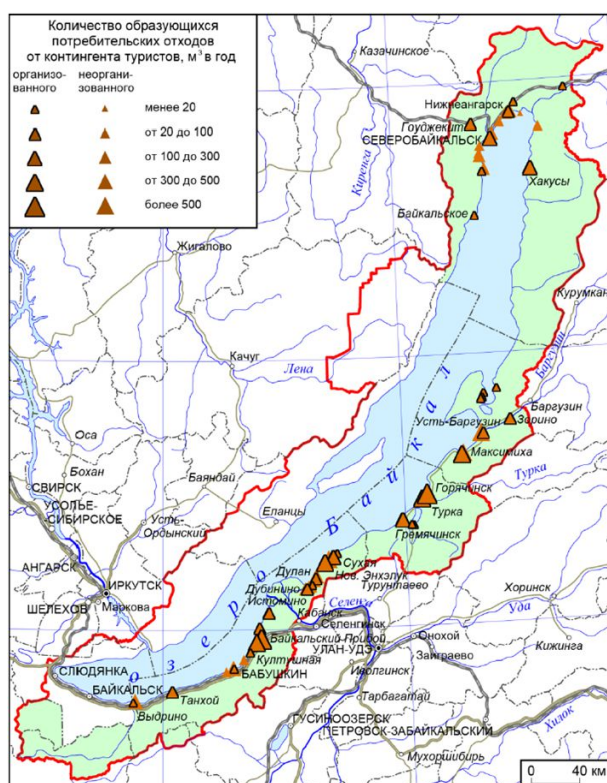 Количество образующихся
потребительских отходов
от контингента туристов, м³ в год
организо-
ванного
неоргани-
зованного
менее 20
от 20 до 100
от 100 до 300
от 300 до 500
более 500
Казачинское
Нижнеангарск
Гоуджекит
СЕВЕРОБАЙКАЛЬСК
Киренга
Хакусы
Байкальское
Жигалово
Курумкан
Качуг
Лена
Баргузин
Баргузин
Усть-Баргузин
Зорино
Оса
Максимиха
Бохан
Турка
СВИРСК
Баяндай
Горячинск
УСОЛЬЕ-
-СИБИРСКОЕ
Турка
Усть-
Ордынский
Еланцы
Гремячинск
озеро Байкал
АНГАРСК
Сухая
Дулан
Нов. Энхэлук
ИРКУТСК
Дубинино
Турунтаево
Хоринск
Маркова
Истомино
ШЕЛЕХОВ
Кабанск
Селенга
Уда
Селенгинск
Онохой
Байкальский Прибой
Кижинга
УЛАН-УДЭ
Заиграево
СЛЮДЯНКА
Култушная
Иволгинск
БАБУШКИН
БАЙКАЛЬСК
Танхой
Тарбагатай
Выдрино
ГУСИНООЗЕРСК
Хилок
ПЕТРОВСК-ЗАБАЙКАЛЬСКИЙ
Мухоршибирь
0 40 км